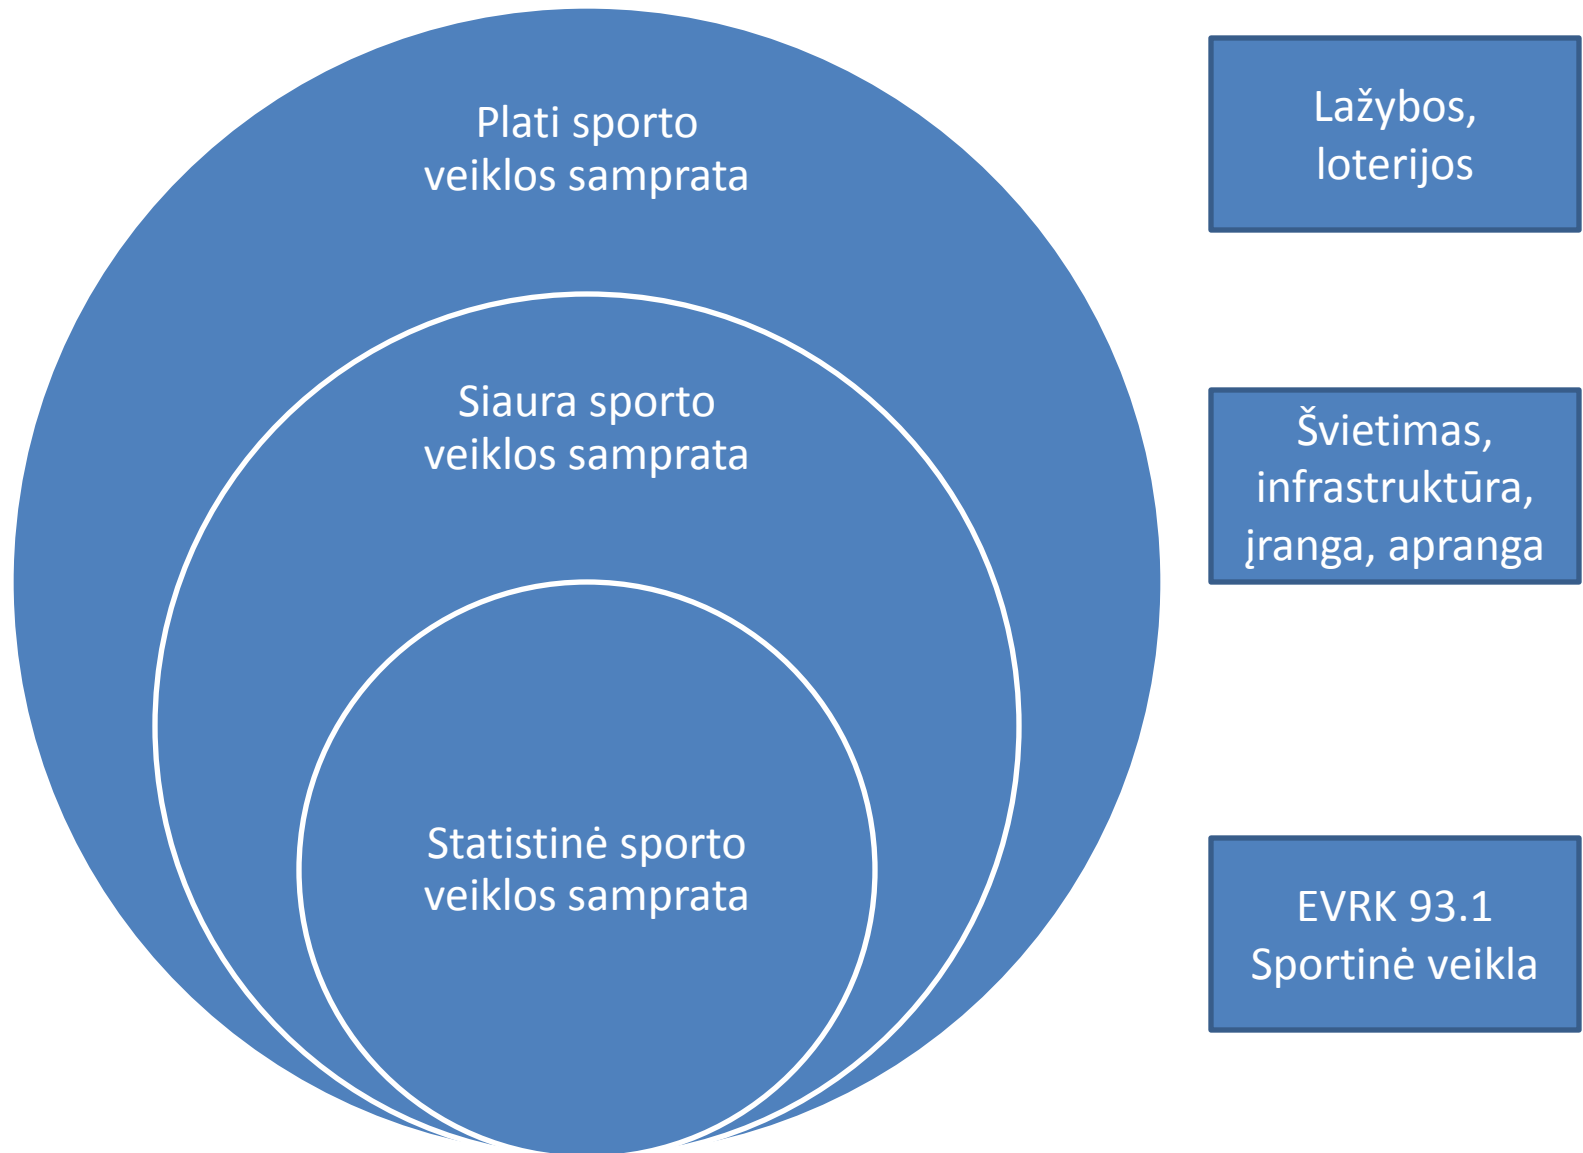 Plati sporto
veiklos samprata
Lažybos,
loterijos
Siaura sporto
veiklos samprata
Švietimas,
infrastruktūra,
įranga, apranga
Statistinė sporto
veiklos samprata
EVRK 93.1
Sportinė veikla